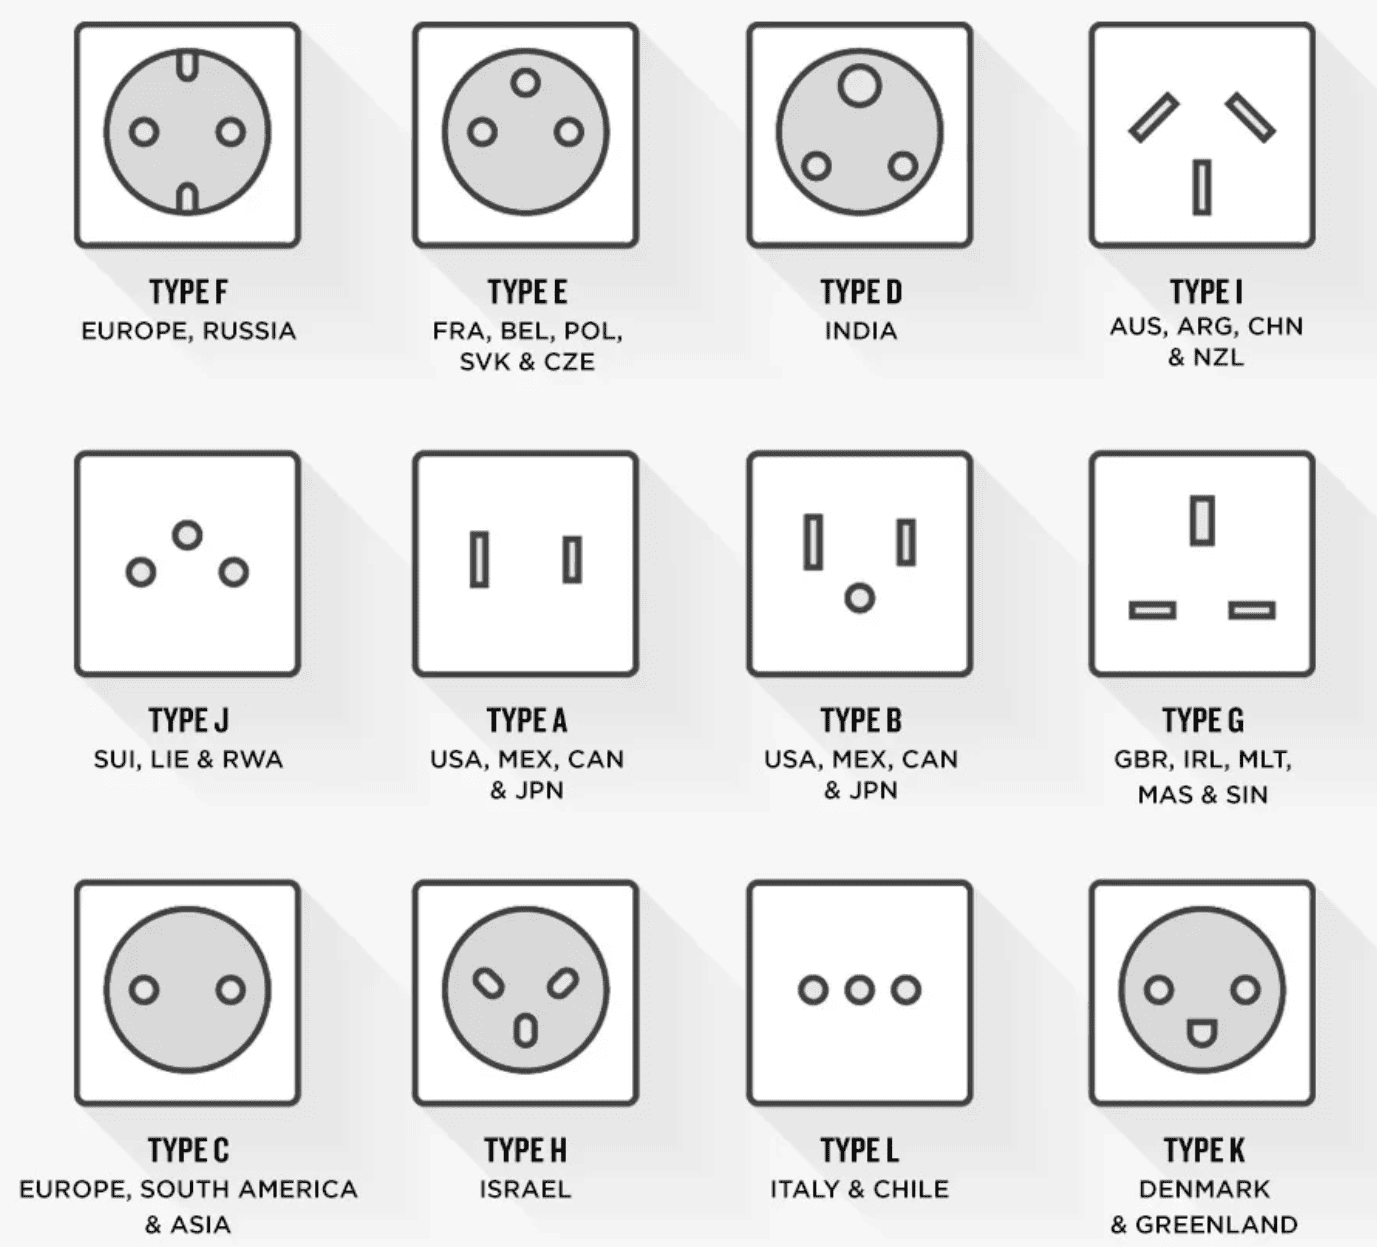 TYPE F
EUROPE, RUSSIA
TYPE E
FRA, BEL, POL,
SVK & CZE
TYPE D
INDIA
TYPE I
AUS, ARG, CHN
& NZL
TYPE J
SUI, LIE & RWA
TYPE A
USA, MEX, CAN
& JPN
TYPE B
USA, MEX, CAN
& JPN
TYPE G
GBR, IRL, MLT,
MAS & SIN
TYPE C
EUROPE, SOUTH AMERICA
& ASIA
TYPE H
ISRAEL
TYPE L
ITALY & CHILE
TYPE K
DENMARK
& GREENLAND